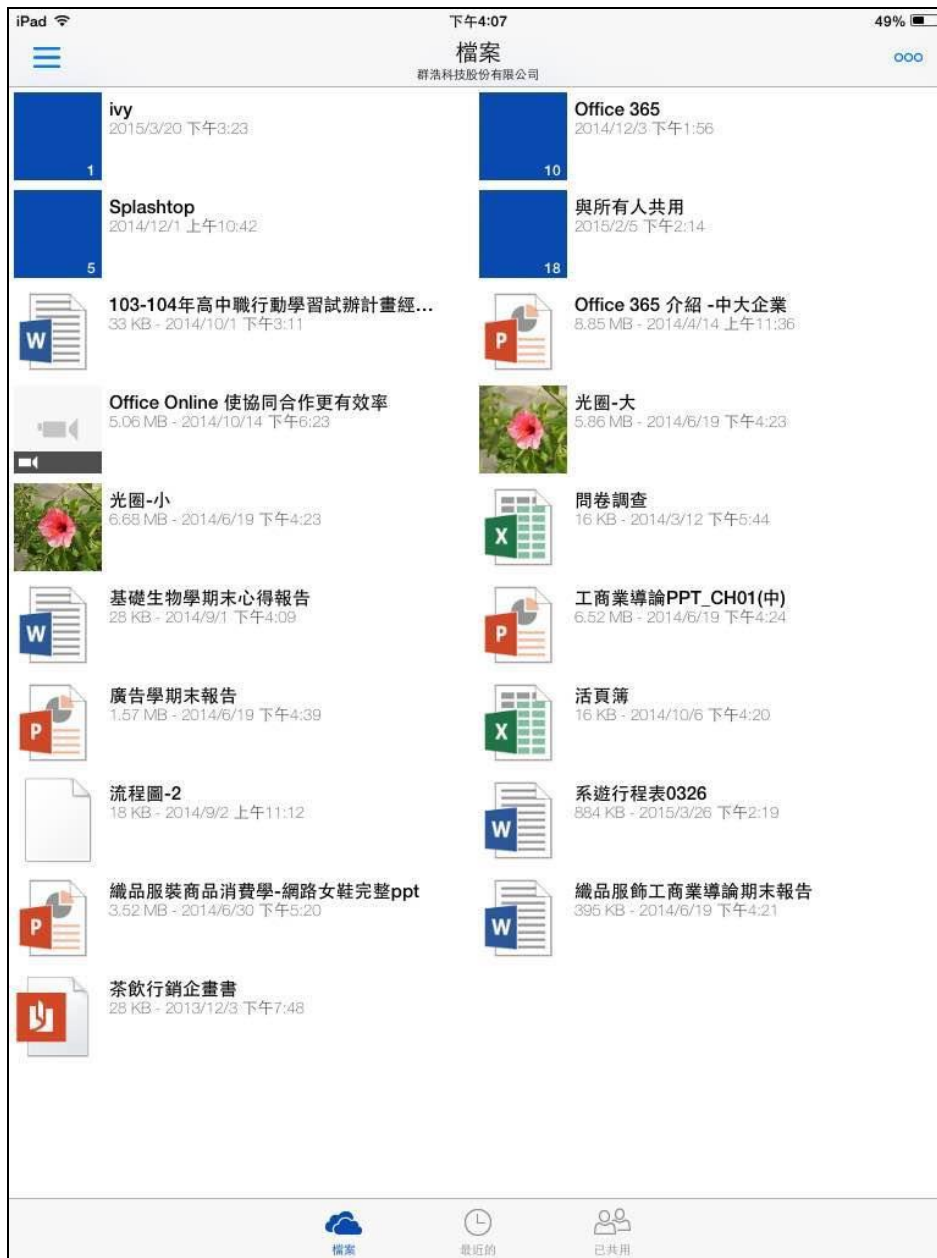 iPad 下午4:07 49%
檔案
群浩科技股份有限公司
ivy
2015/3/20 下午3:23
1
Office 365
2014/12/3 下午1:56
10
Splashtop
2014/12/1 上午10:42
5
與所有人共用
2015/2/5 下午2:14
18
103-104年高中職行動學習試辦計畫經...
33 KB - 2014/10/1 下午3:11
W
Office 365 介紹 -中大企業
8.85 MB - 2014/4/14 上午11:36
P
Office Online 使協同合作更有效率
5.06 MB - 2014/10/14 下午6:23
光圈-大
5.86 MB - 2014/6/19 下午4:23
光圈-小
6.68 MB - 2014/6/19 下午4:23
問卷調查
16 KB - 2014/3/12 下午5:44
X
基礎生物學期末心得報告
28 KB - 2014/9/1 下午4:09
W
工商業導論PPT_CH01(中)
6.52 MB - 2014/6/19 下午4:24
P
廣告學期末報告
1.57 MB - 2014/6/19 下午4:39
P
活頁簿
16 KB - 2014/10/6 下午4:20
X
流程圖-2
18 KB - 2014/9/2 上午11:12
系遊行程表0326
884 KB - 2015/3/26 下午2:19
W
織品服裝商品消費學-網路女鞋完整ppt
3.52 MB - 2014/6/30 下午5:20
P
織品服飾工商業導論期末報告
395 KB - 2014/6/19 下午4:21
W
茶飲行銷企畫書
28 KB - 2013/12/3 下午7:48
檔案 最近的 已共用